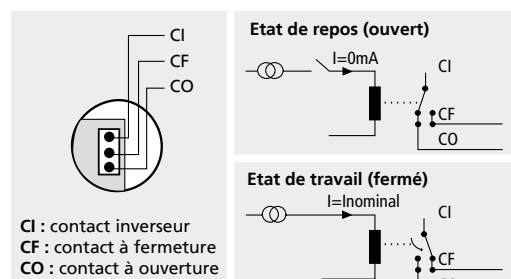 CI
CF
CO
CI : contact inverseur
CF : contact à fermeture
CO : contact à ouverture
Etat de repos (ouvert)
I=0mA
CI
CF
CO
Etat de travail (fermé)
I=Inominal
CI
CF